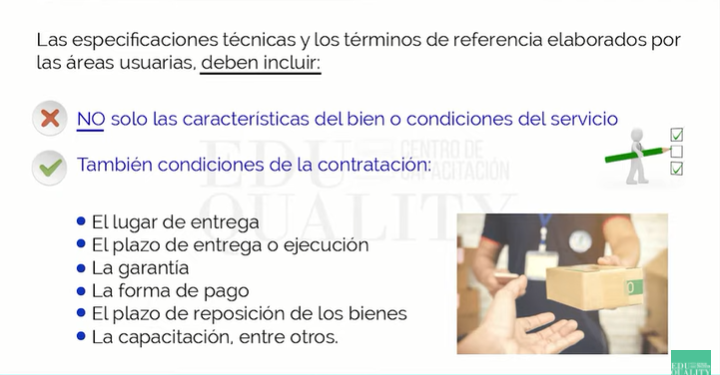 Las especificaciones técnicas y los términos de referencia elaborados por
las áreas usuarias, deben incluir:
NO solo las características del bien o condiciones del servicio
También condiciones de la contratación:
El lugar de entrega
El plazo de entrega o ejecución
La garantía
La forma de pago
El plazo de reposición de los bienes
La capacitación, entre otros.
EDU
QUALITY
CENTRO DE
CAPACITACIÓN
EDU
QUALITY